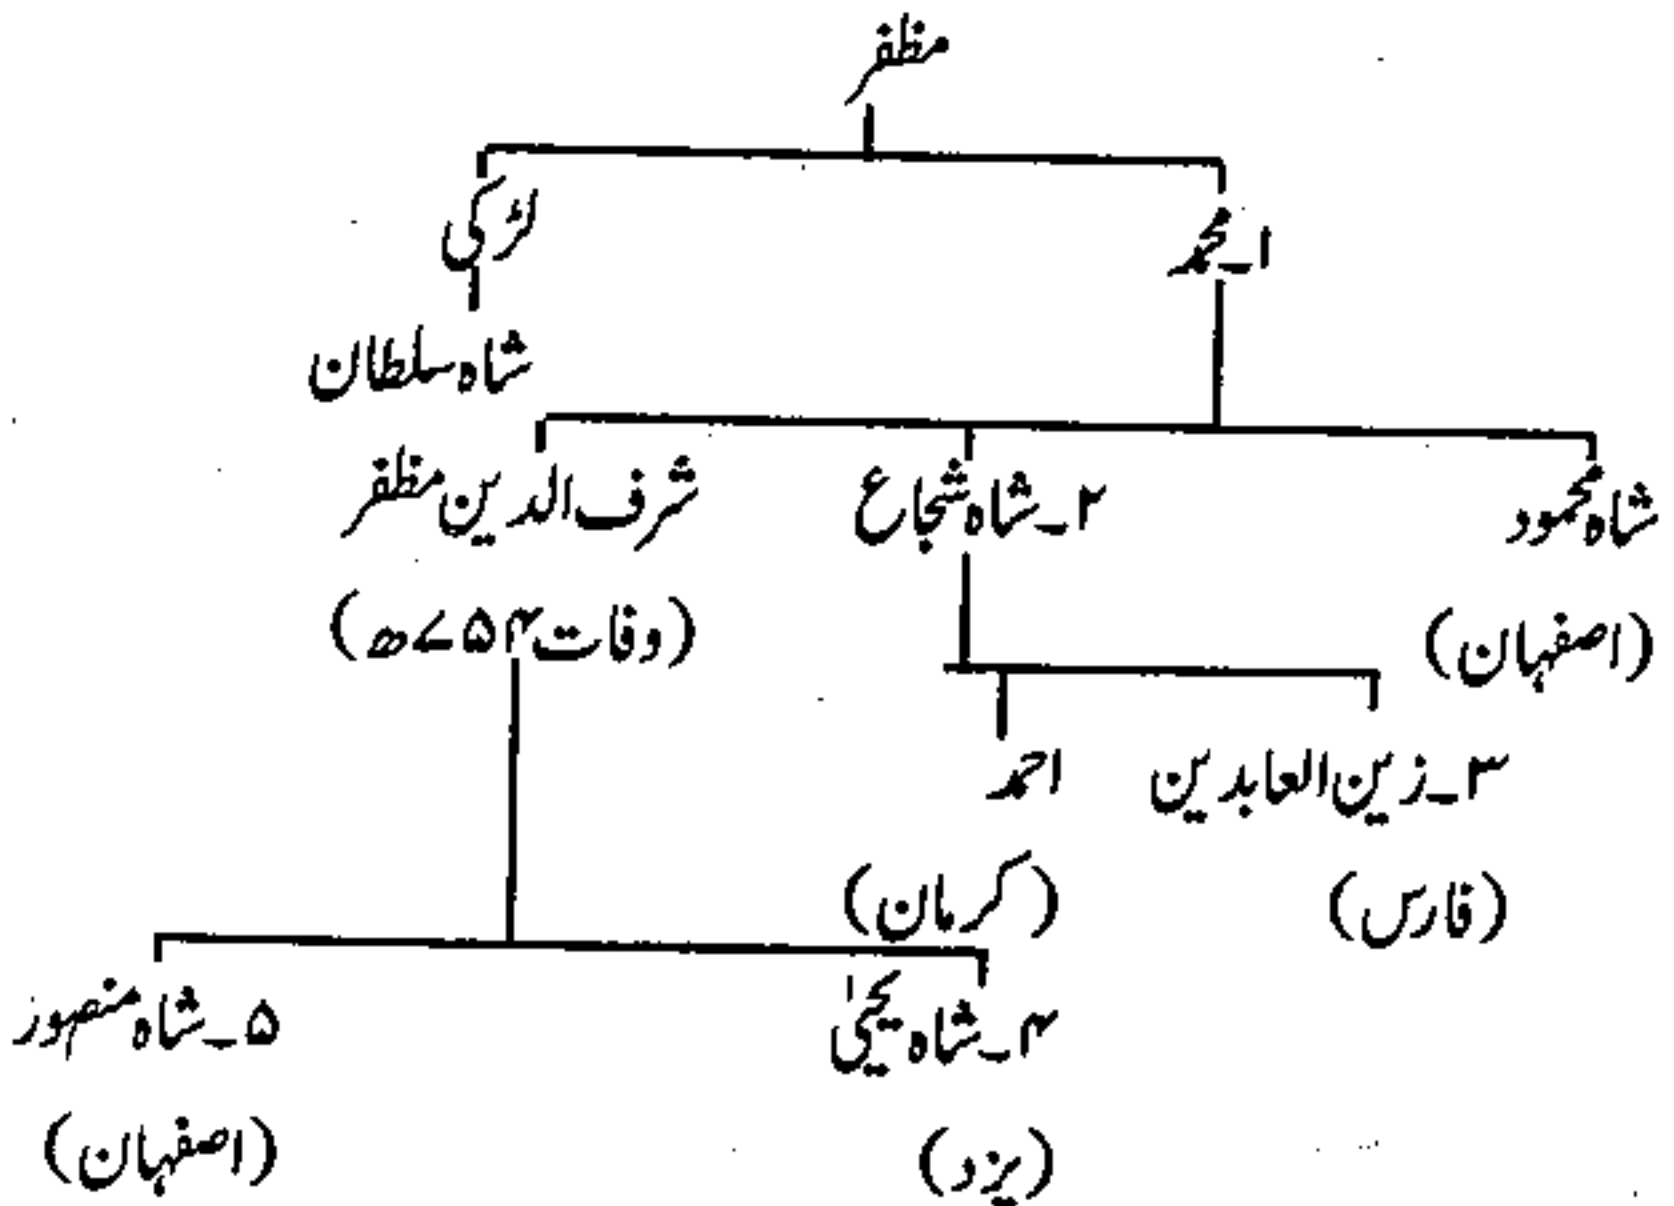 مظفر
۱۔محمد
لڑکی
شاہ سلطان
شاہ محمود
۲۔شاہ شجاع
شرف الدین مظفر
(اصفہان)
(وفات ۷۵۴ھ)
۳۔زین العابدین
احمد
(فارس)
(کرمان)
۴۔شاہ یحییٰ
۵۔شاہ منصور
(یزد)
(اصفہان)